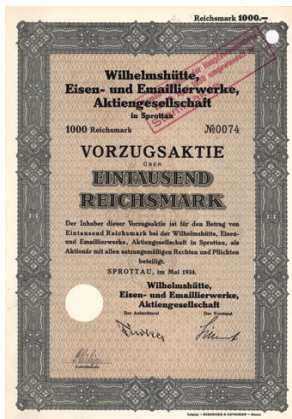 Reichsmark 1000.—
Wilhelmshütte,
Eisen- und Emaillierwerke,
Aktiengesellschaft
in Sprottau
1000 Reichsmark №0074
VORZUGSAKTIE
ÜBER
EINTAUSEND
REICHSMARK
Der Inhaber dieser Vorzugsaktie ist für den Betrag von
Eintausend Reichsmark bei der Wilhelmshütte, Eisen-
und Emaillierwerke, Aktiengesellschaft in Sprottau, als
Aktionär mit allen satzungsmäßigen Rechten und Pflichten
beteiligt.
SPROTTAU, im Mai 1934.
Wilhelmshütte,
Eisen- und Emaillierwerke,
Aktiengesellschaft
Der Aufsichtsrat Der Vorstand